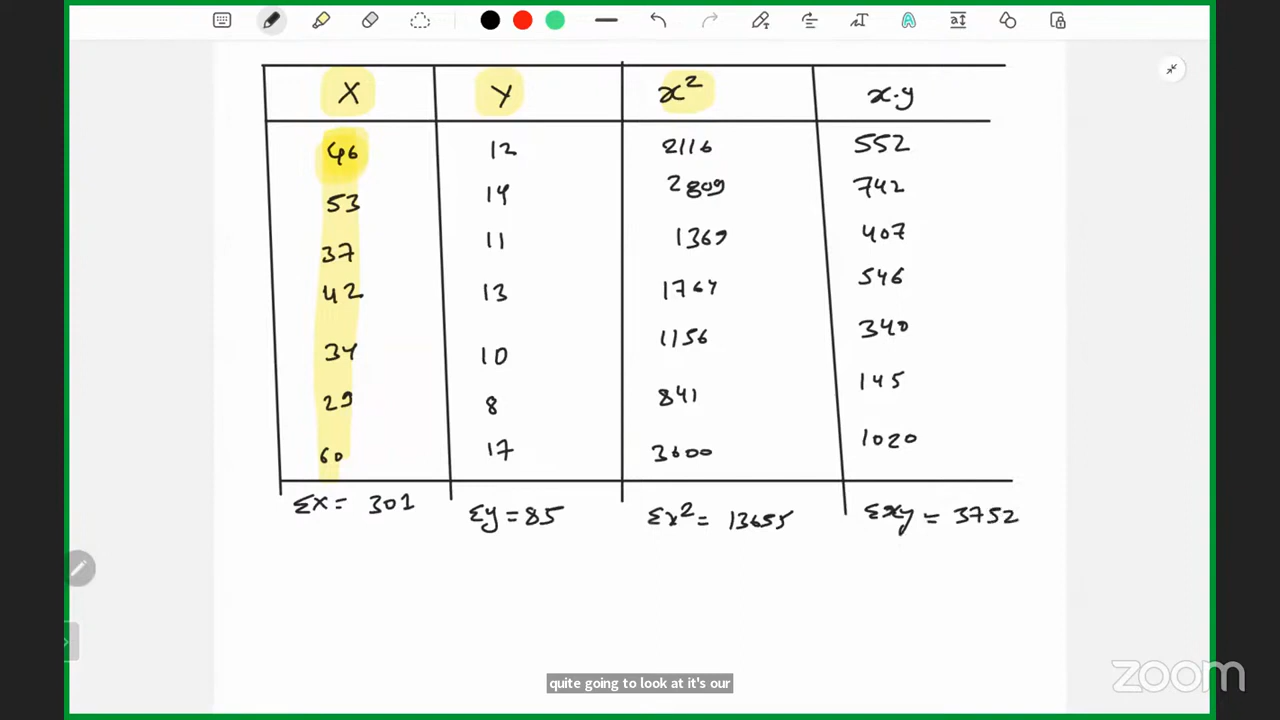 X Y x² x·y
46 12 2116 552
53 14 2809 742
37 11 1369 407
42 13 1764 546
34 10 1156 340
29 8 841 145
60 17 3600 1020
Σx = 301 Σy = 85 Σx² = 13655 Σxy = 3752
quite going to look at it's our
zoom